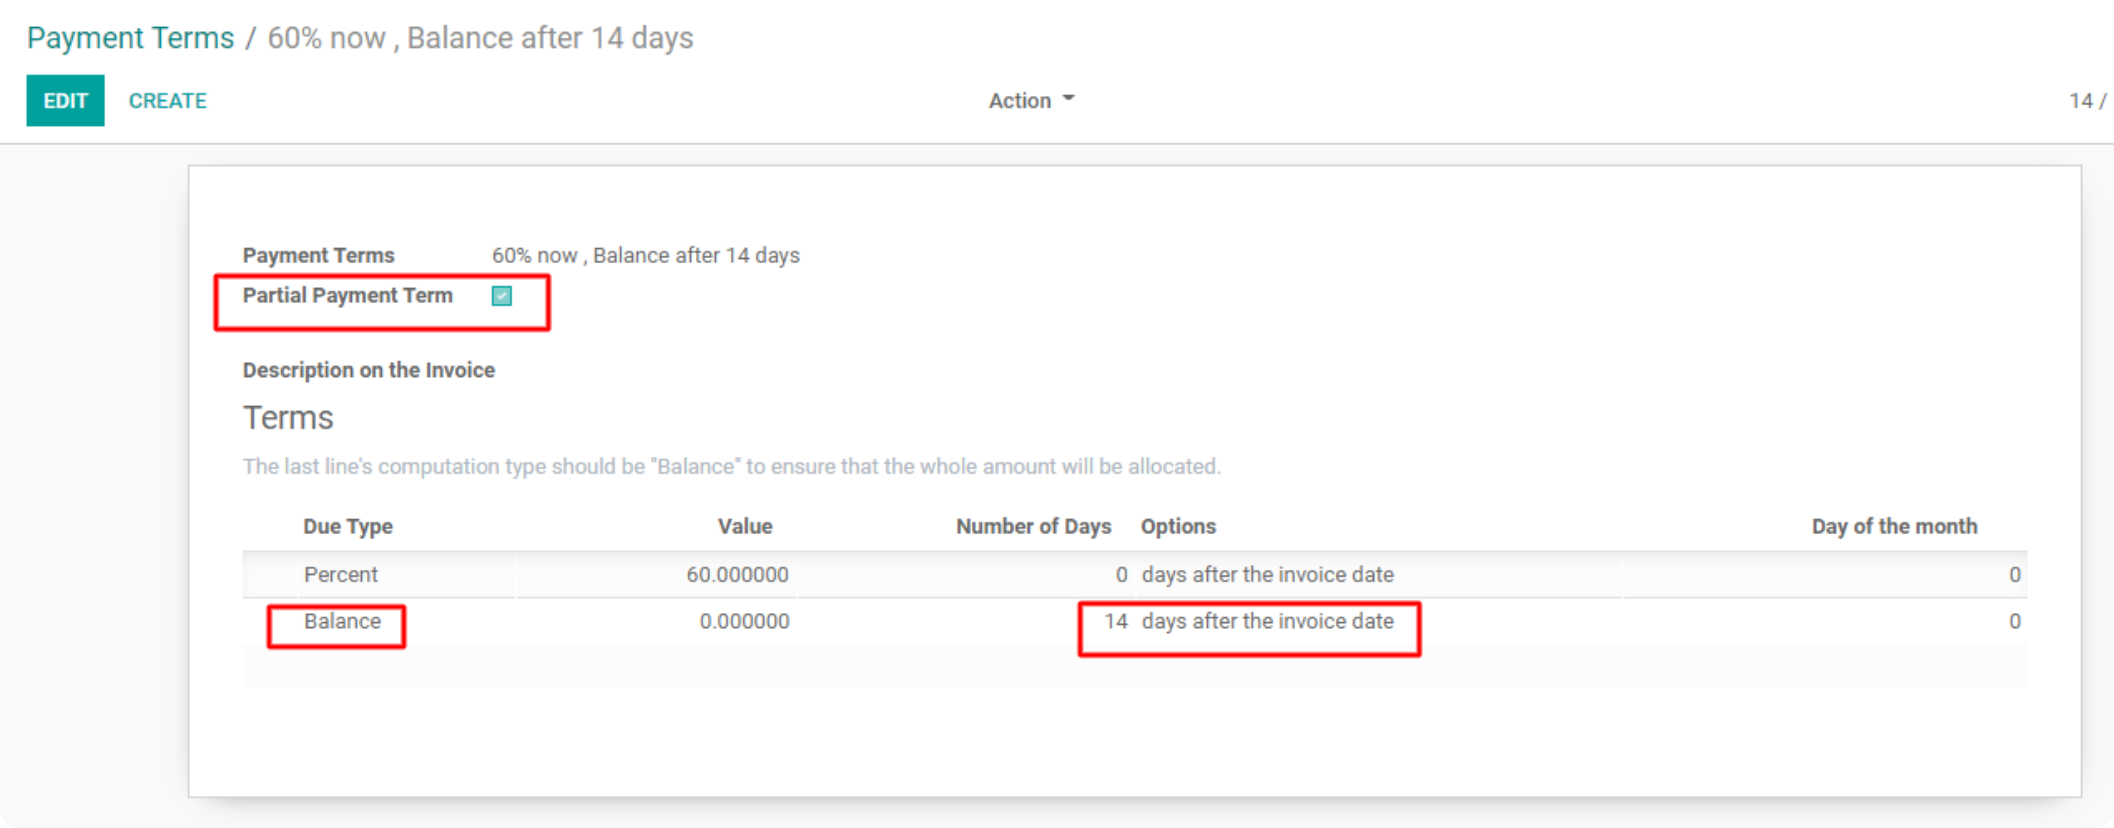 Payment Terms / 60% now , Balance after 14 days
EDIT CREATE Action 14 /
Payment Terms 60% now , Balance after 14 days
Partial Payment Term
Description on the Invoice
Terms
The last line's computation type should be "Balance" to ensure that the whole amount will be allocated.
Due Type Value Number of Days Options Day of the month
Percent 60.000000 0 days after the invoice date 0
Balance 0.000000 14 days after the invoice date 0